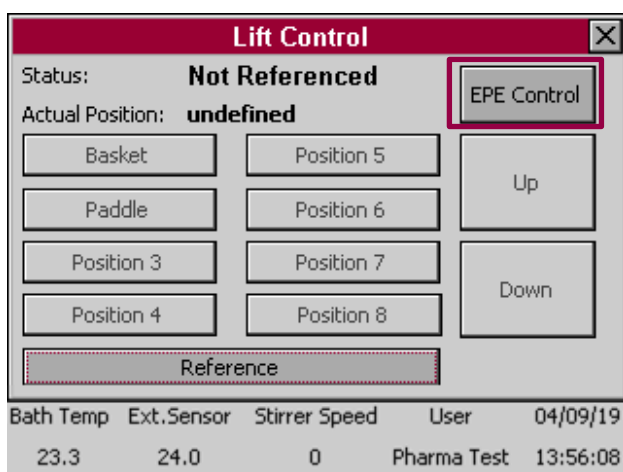 Lift Control
Status: Not Referenced
EPE Control
Actual Position: undefined
Basket Position 5
Up
Paddle Position 6
Position 3 Position 7
Down
Position 4 Position 8
Reference
Bath Temp Ext.Sensor Stirrer Speed User 04/09/19
23.3 24.0 0 Pharma Test 13:56:08